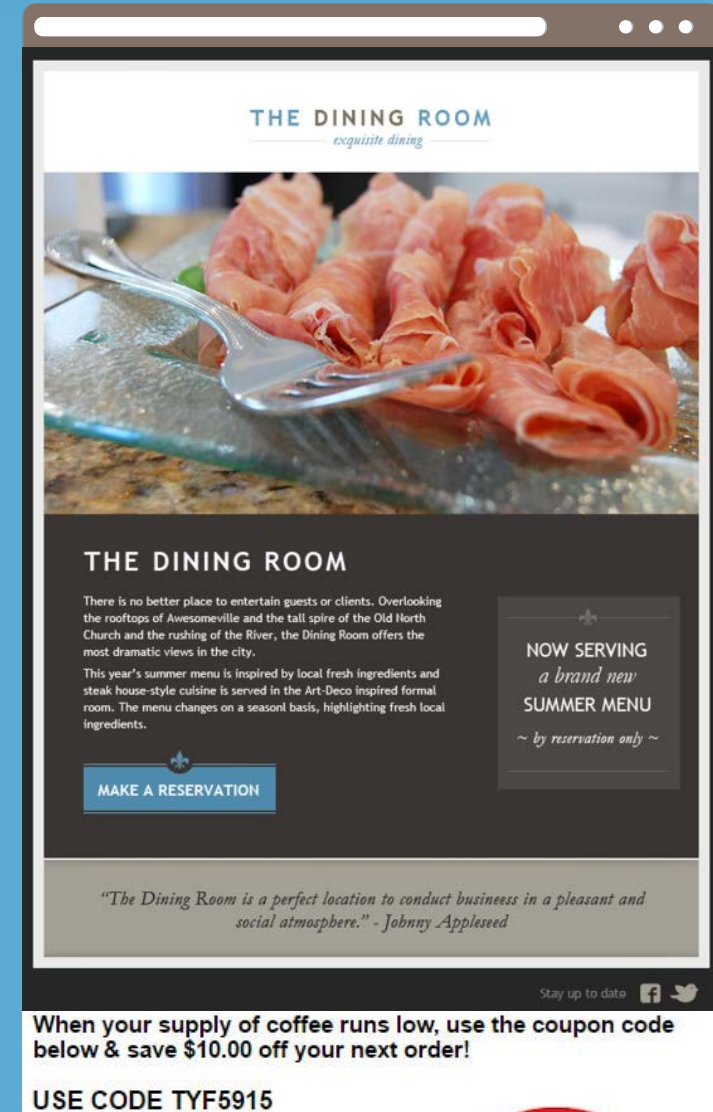 THE DINING ROOM
exquisite dining
THE DINING ROOM
There is no better place to entertain guests or clients. Overlooking
the rooftops of Awesomeville and the tall spire of the Old North
Church and the rushing of the River, the Dining Room offers the
most dramatic views in the city.
This year's summer menu is inspired by local fresh ingredients and
steak house-style cuisine is served in the Art-Deco inspired formal
room. The menu changes on a seasonl basis, highlighting fresh local
ingredients.
MAKE A RESERVATION
NOW SERVING
a brand new
SUMMER MENU
~ by reservation only ~
"The Dining Room is a perfect location to conduct busineess in a pleasant and
social atmosphere." - Johnny Appleseed
Stay up to date
When your supply of coffee runs low, use the coupon code
below & save $10.00 off your next order!
USE CODE TYF5915